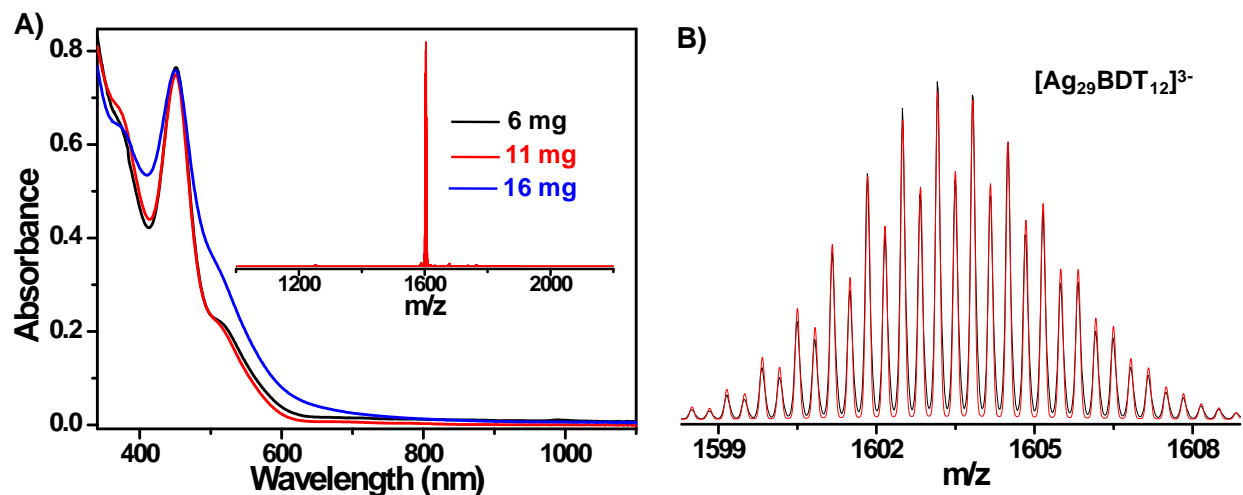 A)
Absorbance
0.8
0.6
0.4
0.2
0.0
6 mg
11 mg
16 mg
1200 1600 2000
m/z
400 600 800 1000
Wavelength (nm)
B)
[Ag₂₉BDT₁₂]³⁻
1599 1602 1605 1608
m/z